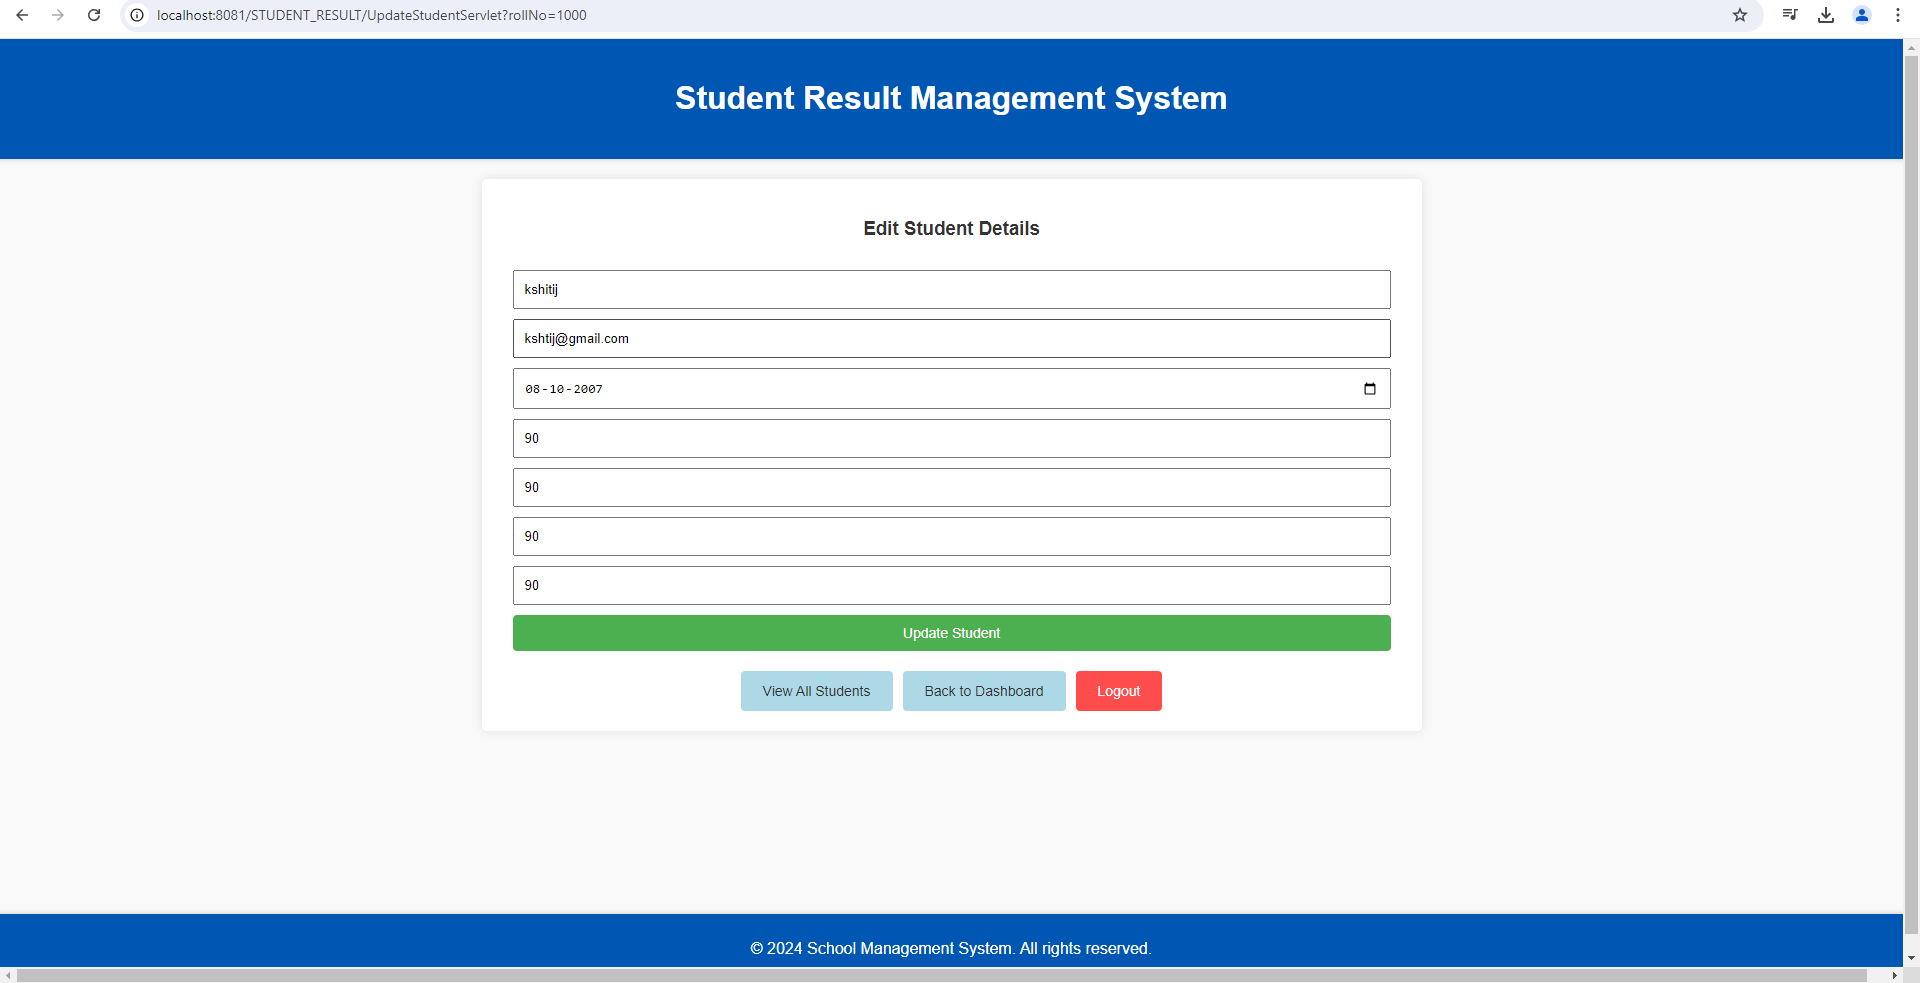 localhost:8081/STUDENT_RESULT/UpdateStudentServlet?rollNo=1000
Student Result Management System
Edit Student Details
kshitij
kshtij@gmail.com
08-10-2007
90
90
90
90
Update Student
View All Students Back to Dashboard Logout
© 2024 School Management System. All rights reserved.